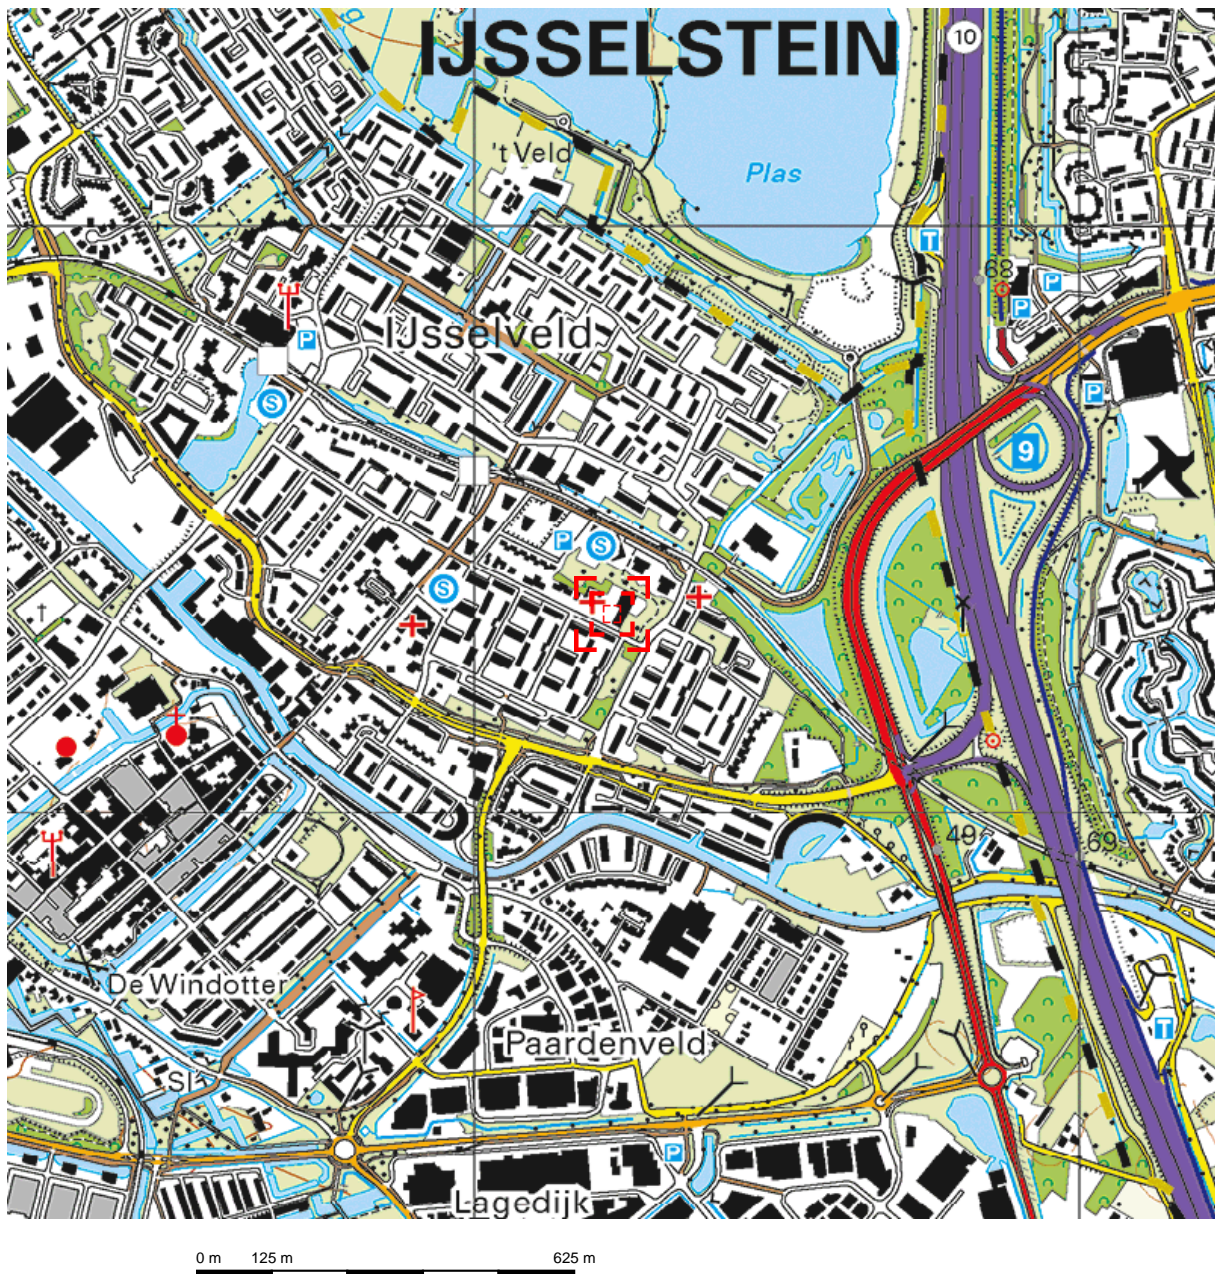 IJSSELSTEIN
10
't Veld
Plas
T
68
P
P
IJsselveld
P
P
S
9
T
P
S
S
49
69
De Windotter
T
Paardenveld
Sl
P
Lagedijk
0 m 125 m 625 m